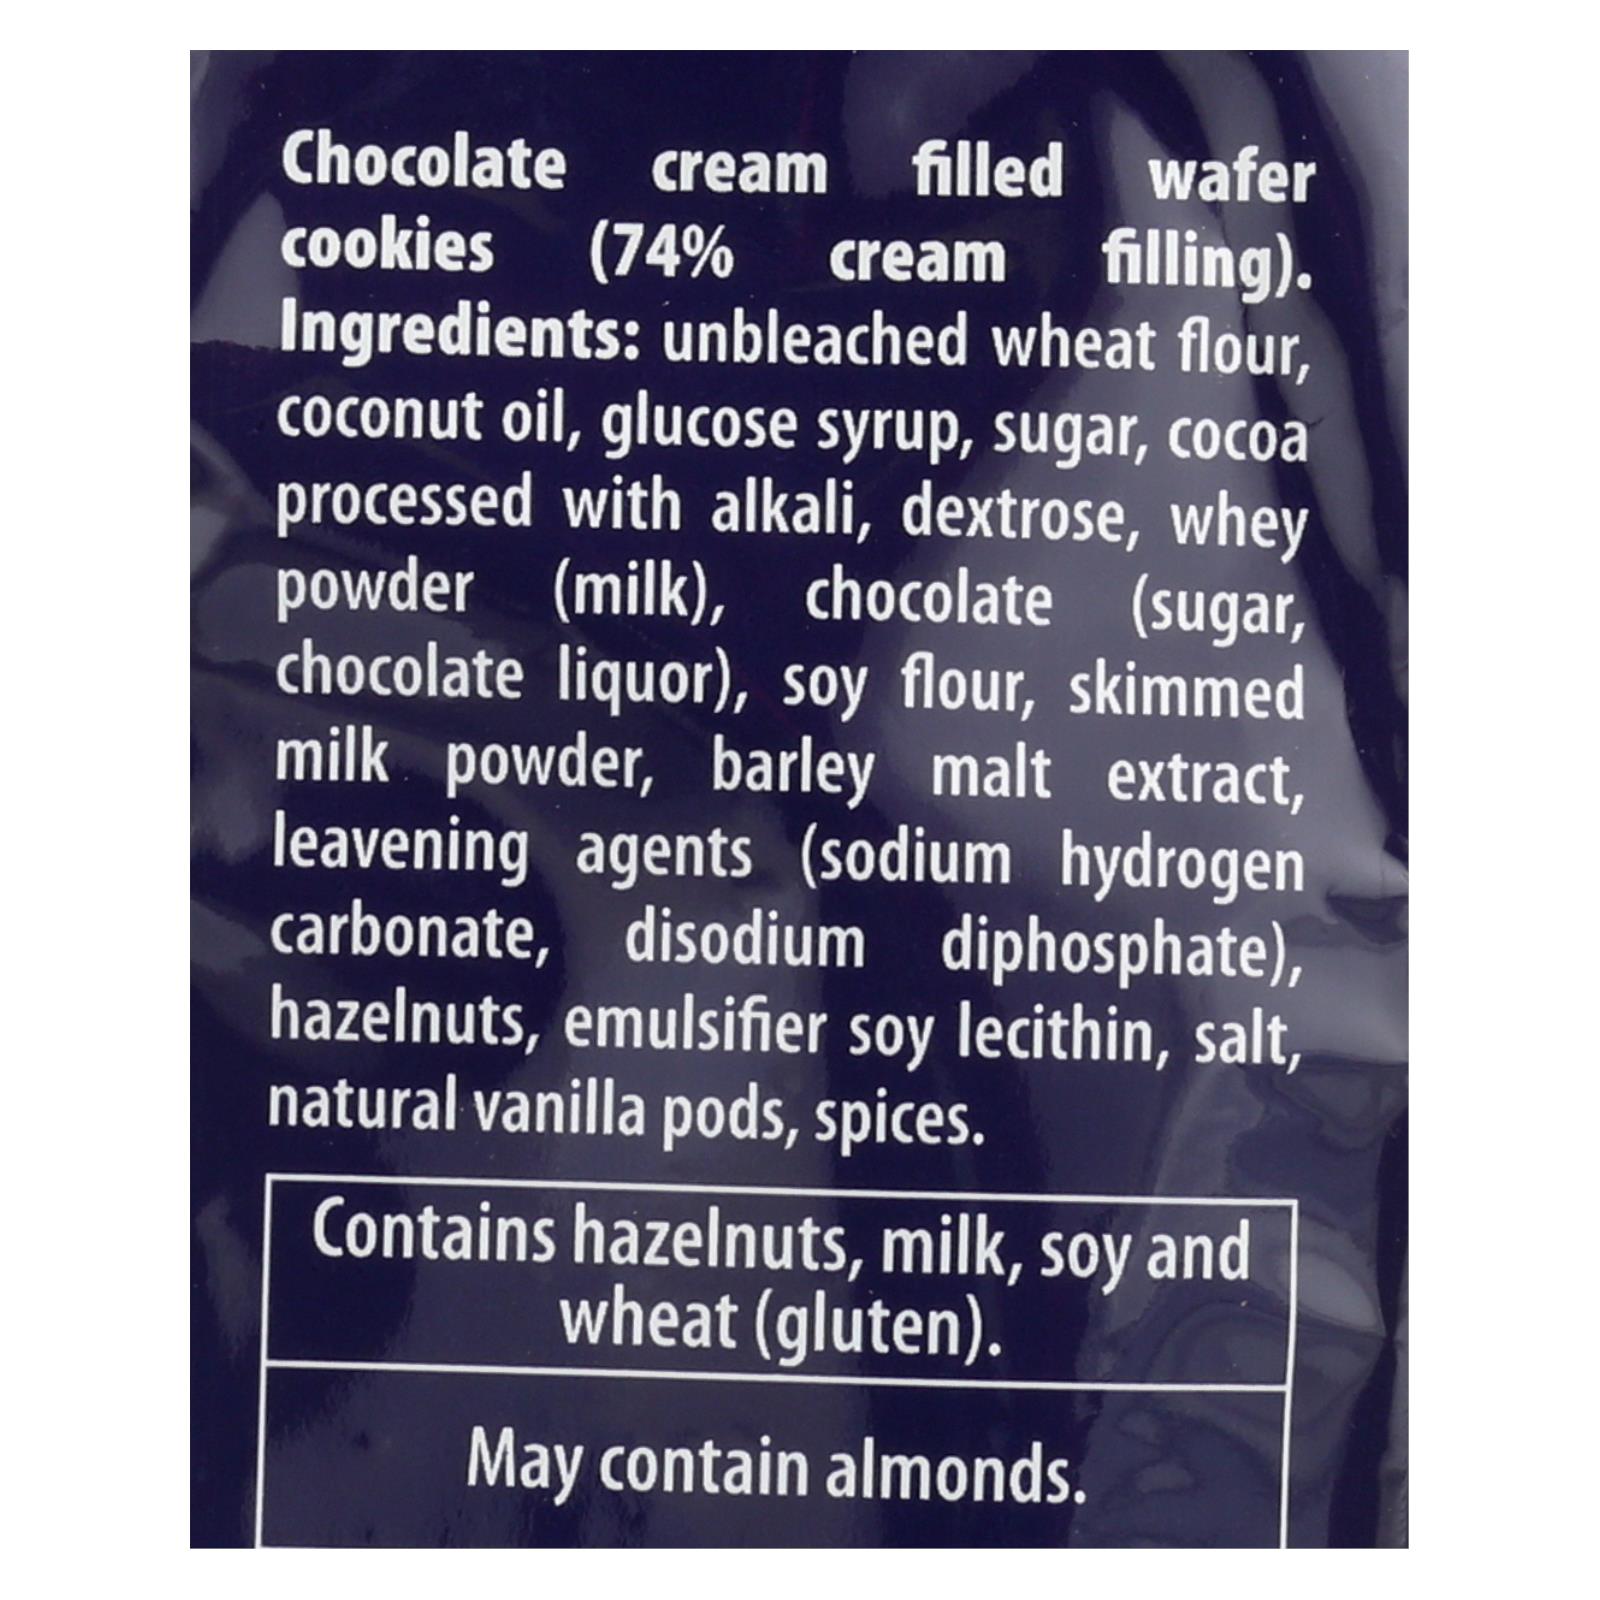 Chocolate cream filled wafer
cookies (74% cream filling).
Ingredients: unbleached wheat flour,
coconut oil, glucose syrup, sugar, cocoa
processed with alkali, dextrose, whey
powder (milk), chocolate (sugar,
chocolate liquor), soy flour, skimmed
milk powder, barley malt extract,
leavening agents (sodium hydrogen
carbonate, disodium diphosphate),
hazelnuts, emulsifier soy lecithin, salt,
natural vanilla pods, spices.
Contains hazelnuts, milk, soy and
wheat (gluten).
May contain almonds.